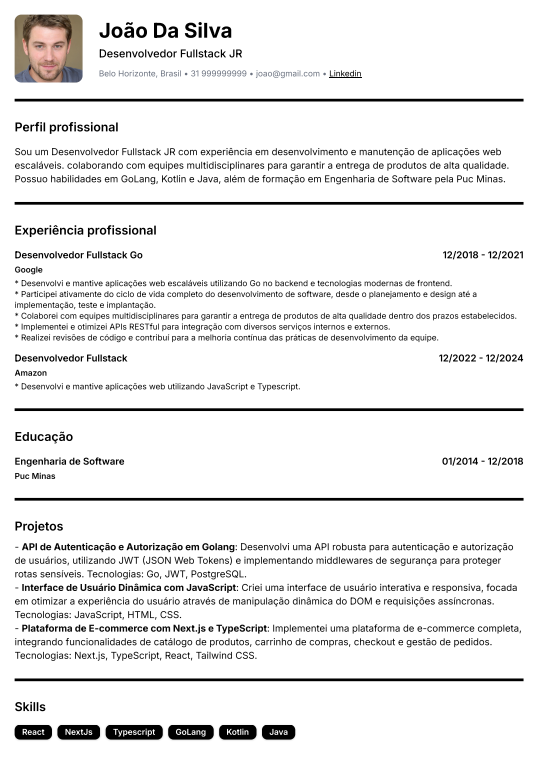 João Da Silva
Desenvolvedor Fullstack JR
Belo Horizonte, Brasil • 31 999999999 • joao@gmail.com • Linkedin
Perfil profissional
Sou um Desenvolvedor Fullstack JR com experiência em desenvolvimento e manutenção de aplicações web
escaláveis. colaborando com equipes multidisciplinares para garantir a entrega de produtos de alta qualidade.
Possuo habilidades em GoLang, Kotlin e Java, além de formação em Engenharia de Software pela Puc Minas.
Experiência profissional
Desenvolvedor Fullstack Go 12/2018 - 12/2021
Google
* Desenvolvi e mantive aplicações web escaláveis utilizando Go no backend e tecnologias modernas de frontend.
* Participei ativamente do ciclo de vida completo do desenvolvimento de software, desde o planejamento e design até a
implementação, teste e implantação.
* Colaborei com equipes multidisciplinares para garantir a entrega de produtos de alta qualidade dentro dos prazos estabelecidos.
* Implementei e otimizei APIs RESTful para integração com diversos serviços internos e externos.
* Realizei revisões de código e contribuí para a melhoria contínua das práticas de desenvolvimento da equipe.
Desenvolvedor Fullstack 12/2022 - 12/2024
Amazon
* Desenvolvi e mantive aplicações web utilizando JavaScript e Typescript.
Educação
Engenharia de Software 01/2014 - 12/2018
Puc Minas
Projetos
- API de Autenticação e Autorização em Golang: Desenvolvi uma API robusta para autenticação e autorização
de usuários, utilizando JWT (JSON Web Tokens) e implementando middlewares de segurança para proteger
rotas sensíveis. Tecnologias: Go, JWT, PostgreSQL.
- Interface de Usuário Dinâmica com JavaScript: Criei uma interface de usuário interativa e responsiva, focada
em otimizar a experiência do usuário através de manipulação dinâmica do DOM e requisições assíncronas.
Tecnologias: JavaScript, HTML, CSS.
- Plataforma de E-commerce com Next.js e TypeScript: Implementei uma plataforma de e-commerce completa,
integrando funcionalidades de catálogo de produtos, carrinho de compras, checkout e gestão de pedidos.
Tecnologias: Next.js, TypeScript, React, Tailwind CSS.
Skills
React NextJs Typescript GoLang Kotlin Java